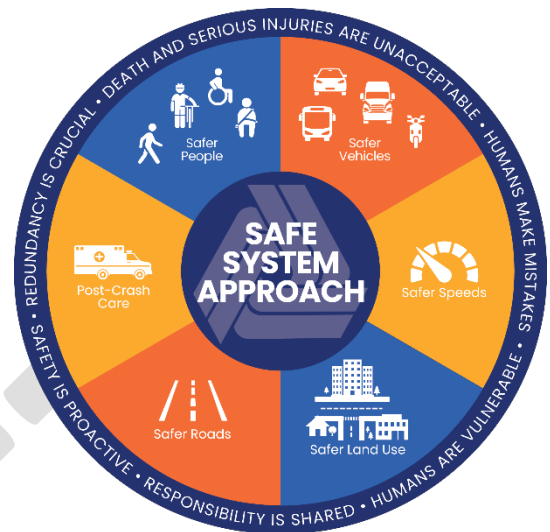 DEATH AND SERIOUS INJURIES ARE UNACCEPTABLE • HUMANS MAKE MISTAKES • HUMANS ARE VULNERABLE • RESPONSIBILITY IS SHARED • SAFETY IS PROACTIVE • REDUNDANCY IS CRUCIAL •
Safer
People
Safer
Vehicles
SAFE
SYSTEM
APPROACH
Post-Crash
Care
Safer Speeds
Safer Roads
Safer Land Use